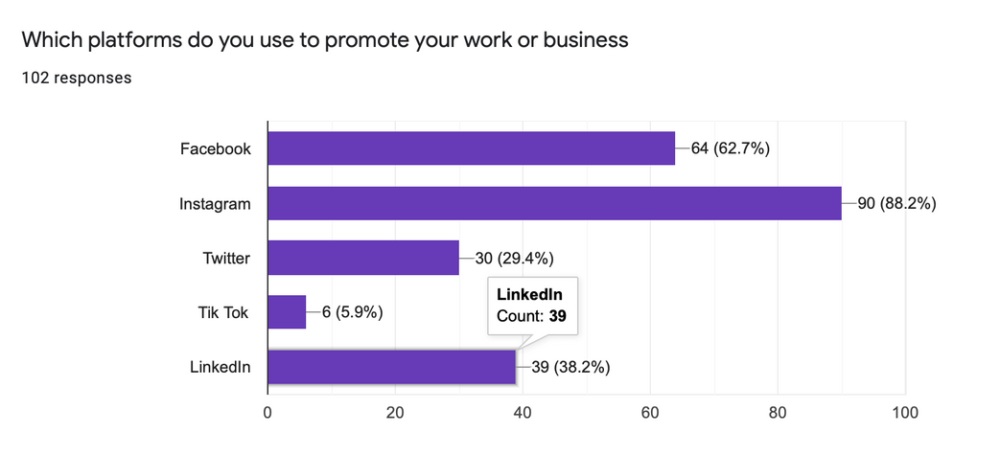 Which platforms do you use to promote your work or business
102 responses
Facebook
64 (62.7%)
Instagram
90 (88.2%)
Twitter
30 (29.4%)
LinkedIn
Count: 39
Tik Tok
6 (5.9%)
LinkedIn
39 (38.2%)
0 20 40 60 80 100